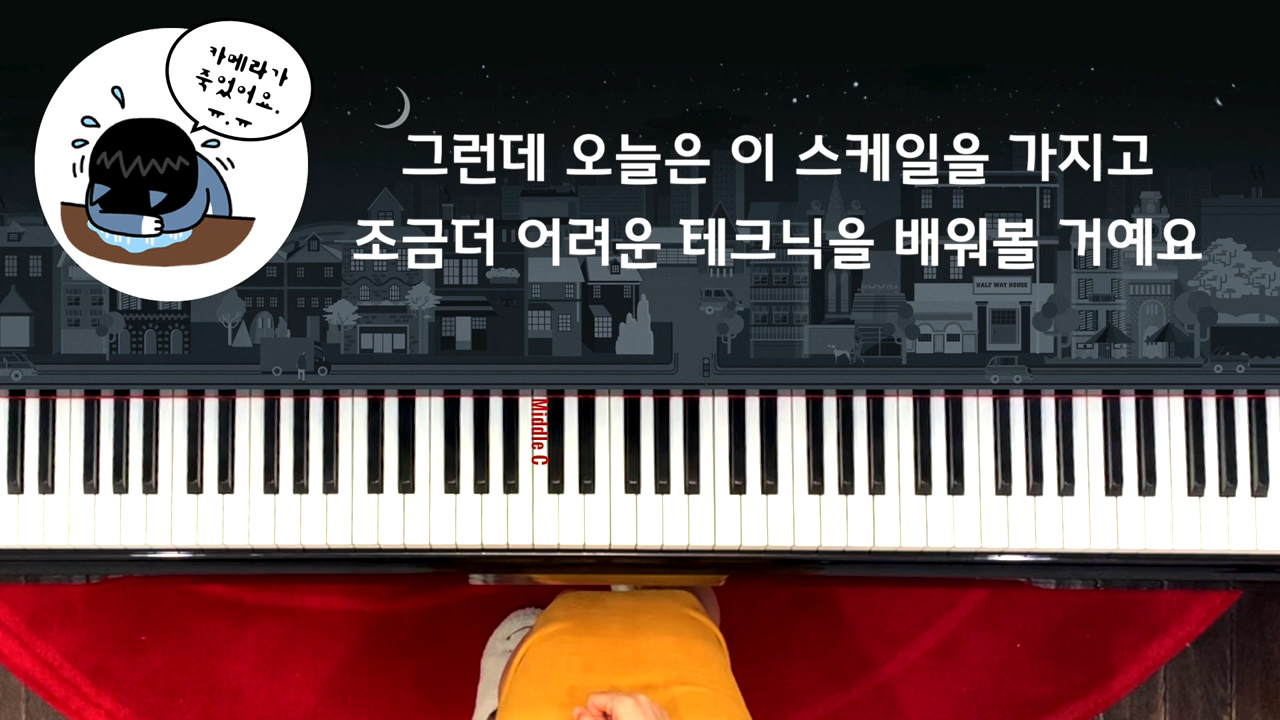 카메라가
죽었어요.
ㅠ.ㅠ
그런데 오늘은 이 스케일을 가지고
조금더 어려운 테크닉을 배워볼 거예요
HALF WAY HOUSE
Middle C